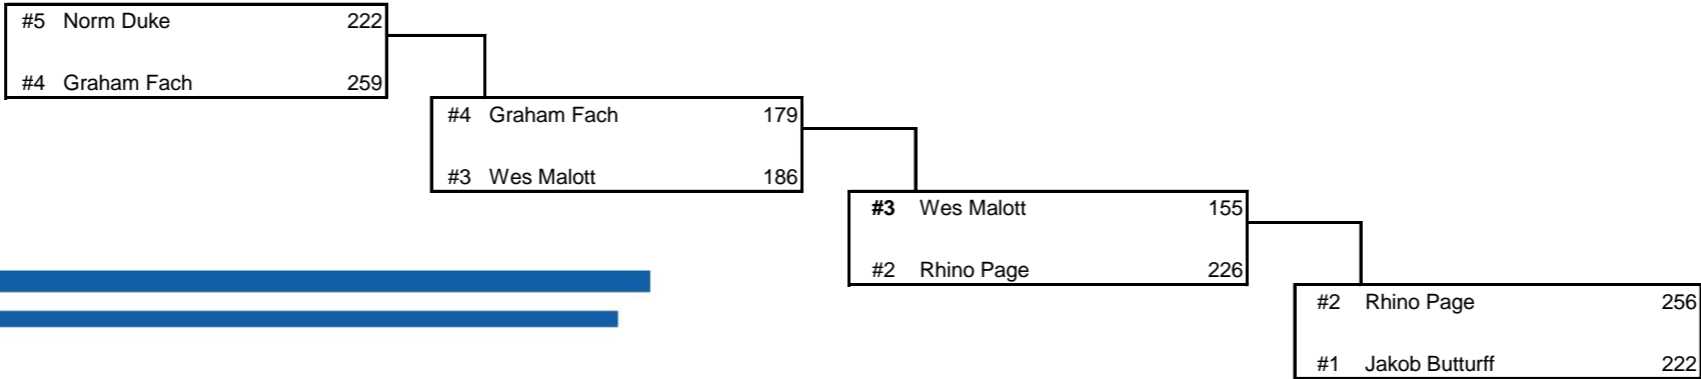 #5 Norm Duke 222
#4 Graham Fach 259
#4 Graham Fach 179
#3 Wes Malott 186
#3 Wes Malott 155
#2 Rhino Page 226
#2 Rhino Page 256
#1 Jakob Butturff 222